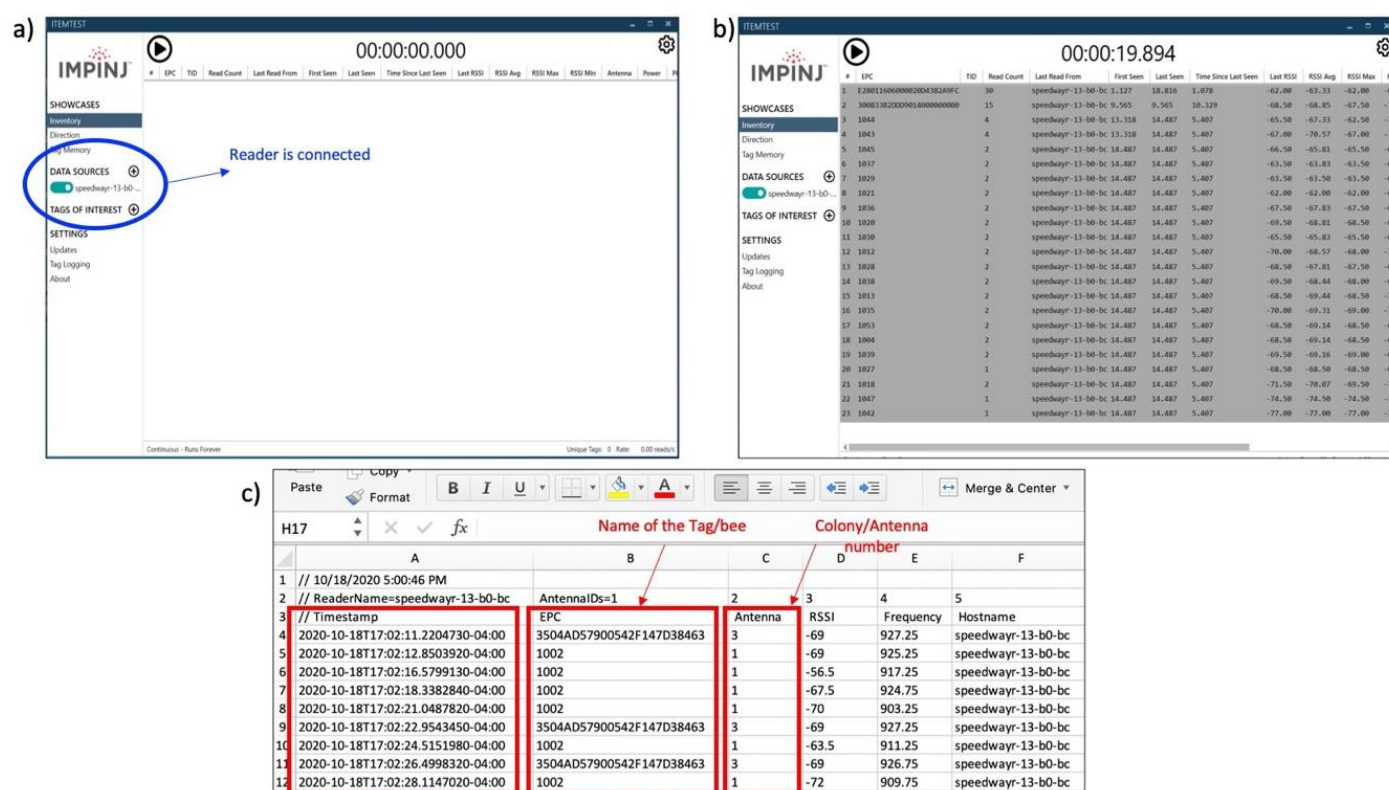 a)
ITEMTEST
IMPINJ
00:00:00.000
# EPC TID Read Count Last Read From First Seen Last Seen Time Since Last Seen Last RSSI RSSI Avg RSSI Max RSSI Min Antenna Power
SHOWCASES
Inventory
Direction
Tag Memory
DATA SOURCES
speedwayr-13-b0-...
TAGS OF INTEREST
SETTINGS
Updates
Tag Logging
About
Reader is connected
Continuous - Runs Forever Unique Tags: 0 Rate: 0.00 reads/s
b)
ITEMTEST
IMPINJ
00:00:19.894
SHOWCASES
Inventory
Direction
Tag Memory
DATA SOURCES
speedwayr-13-b0-...
TAGS OF INTEREST
SETTINGS
Updates
Tag Logging
About
# EPC TID Read Count Last Read From First Seen Last Seen Time Since Last Seen Last RSSI RSSI Avg RSSI Max
1 E28011606000020D4382A9FC 30 speedwayr-13-b0-bc 1.127 18.816 1.078 -62.00 -63.33 -62.00
2 30083382DDD9014000000000 15 speedwayr-13-b0-bc 9.565 9.565 10.329 -68.50 -68.85 -67.50
3 1044 4 speedwayr-13-b0-bc 13.318 14.487 5.407 -65.50 -67.33 -62.50
4 1043 4 speedwayr-13-b0-bc 13.318 14.487 5.407 -67.00 -70.57 -67.00
5 1045 2 speedwayr-13-b0-bc 14.487 14.487 5.407 -66.50 -65.81 -65.50
6 1037 2 speedwayr-13-b0-bc 14.487 14.487 5.407 -63.50 -63.83 -63.50
7 1029 2 speedwayr-13-b0-bc 14.487 14.487 5.407 -63.50 -63.50 -63.50
8 1021 2 speedwayr-13-b0-bc 14.487 14.487 5.407 -62.00 -62.00 -62.00
9 1036 2 speedwayr-13-b0-bc 14.487 14.487 5.407 -67.50 -67.83 -67.50
10 1020 2 speedwayr-13-b0-bc 14.487 14.487 5.407 -69.50 -68.81 -68.50
11 1030 2 speedwayr-13-b0-bc 14.487 14.487 5.407 -65.50 -65.83 -65.50
12 1012 2 speedwayr-13-b0-bc 14.487 14.487 5.407 -70.00 -68.57 -68.00
13 1028 2 speedwayr-13-b0-bc 14.487 14.487 5.407 -68.50 -67.81 -67.50
14 1038 2 speedwayr-13-b0-bc 14.487 14.487 5.407 -69.50 -68.44 -68.00
15 1013 2 speedwayr-13-b0-bc 14.487 14.487 5.407 -68.50 -69.44 -68.50
16 1035 2 speedwayr-13-b0-bc 14.487 14.487 5.407 -70.00 -69.31 -69.00
17 1053 2 speedwayr-13-b0-bc 14.487 14.487 5.407 -68.50 -69.14 -68.50
18 1004 2 speedwayr-13-b0-bc 14.487 14.487 5.407 -68.50 -69.14 -68.50
19 1039 2 speedwayr-13-b0-bc 14.487 14.487 5.407 -69.50 -69.16 -69.00
20 1027 1 speedwayr-13-b0-bc 14.487 14.487 5.407 -68.50 -68.50 -68.50
21 1018 2 speedwayr-13-b0-bc 14.487 14.487 5.407 -71.50 -70.07 -69.50
22 1047 1 speedwayr-13-b0-bc 14.487 14.487 5.407 -74.50 -74.50 -74.50
23 1042 1 speedwayr-13-b0-bc 14.487 14.487 5.407 -77.00 -77.00 -77.00
c)
Copy
Paste
Format B I U A Merge & Center
H17 fx
Name of the Tag/bee
Colony/Antenna
number
A B C D E F
1 // 10/18/2020 5:00:46 PM
2 // ReaderName=speedwayr-13-b0-bc AntennaIDs=1 2 3 4 5
3 // Timestamp EPC Antenna RSSI Frequency Hostname
4 2020-10-18T17:02:11.2204730-04:00 3504AD57900542F147D38463 3 -69 927.25 speedwayr-13-b0-bc
5 2020-10-18T17:02:12.8503920-04:00 1002 1 -69 925.25 speedwayr-13-b0-bc
6 2020-10-18T17:02:16.5799130-04:00 1002 1 -56.5 917.25 speedwayr-13-b0-bc
7 2020-10-18T17:02:18.3382840-04:00 1002 1 -67.5 924.75 speedwayr-13-b0-bc
8 2020-10-18T17:02:21.0487820-04:00 1002 1 -70 903.25 speedwayr-13-b0-bc
9 2020-10-18T17:02:22.9543450-04:00 3504AD57900542F147D38463 3 -69 927.25 speedwayr-13-b0-bc
10 2020-10-18T17:02:24.5151980-04:00 1002 1 -63.5 911.25 speedwayr-13-b0-bc
11 2020-10-18T17:02:26.4998320-04:00 3504AD57900542F147D38463 3 -69 926.75 speedwayr-13-b0-bc
12 2020-10-18T17:02:28.1147020-04:00 1002 1 -72 909.75 speedwayr-13-b0-bc